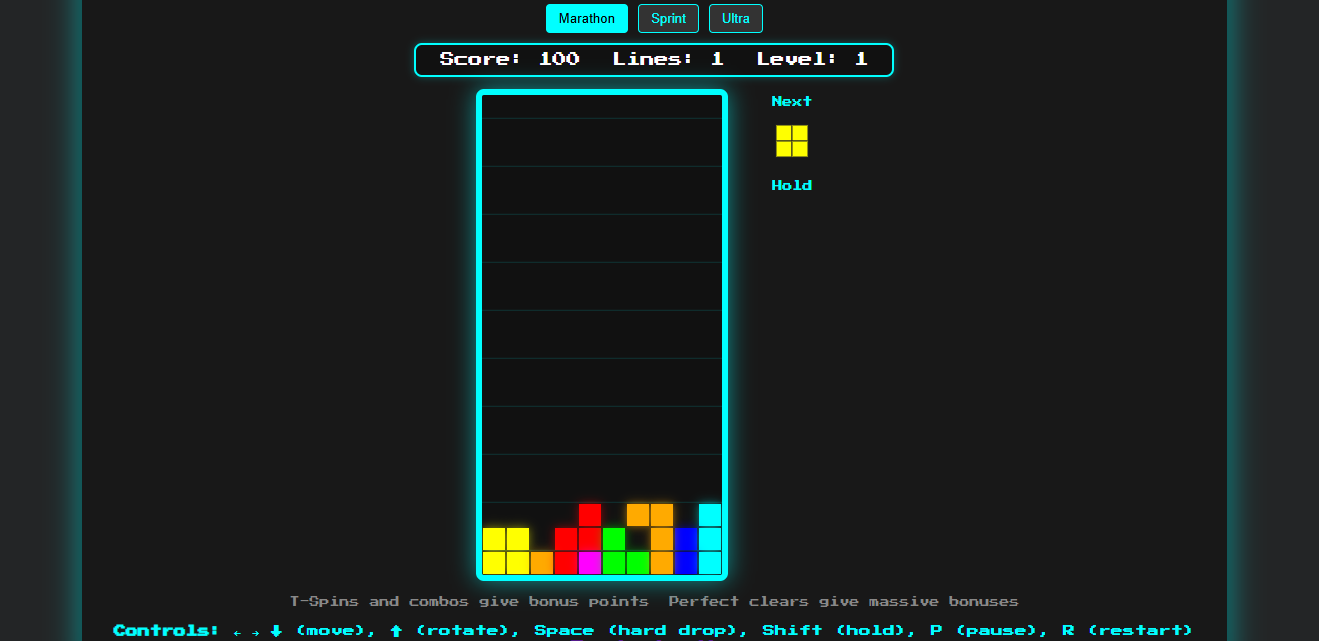 Marathon Sprint Ultra
Score: 100 Lines: 1 Level: 1
Next
Hold
T-Spins and combos give bonus points Perfect clears give massive bonuses
Controls: ← → ↓ (move), ↑ (rotate), Space (hard drop), Shift (hold), P (pause), R (restart)